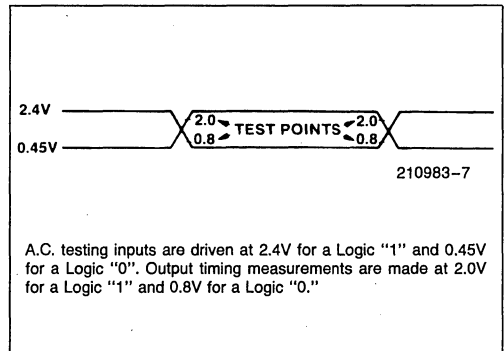 2.4V
2.0 TEST POINTS 2.0
0.8 0.8
0.45V
210983-7
A.C. testing inputs are driven at 2.4V for a Logic "1" and 0.45V
for a Logic "0". Output timing measurements are made at 2.0V
for a Logic "1" and 0.8V for a Logic "0."